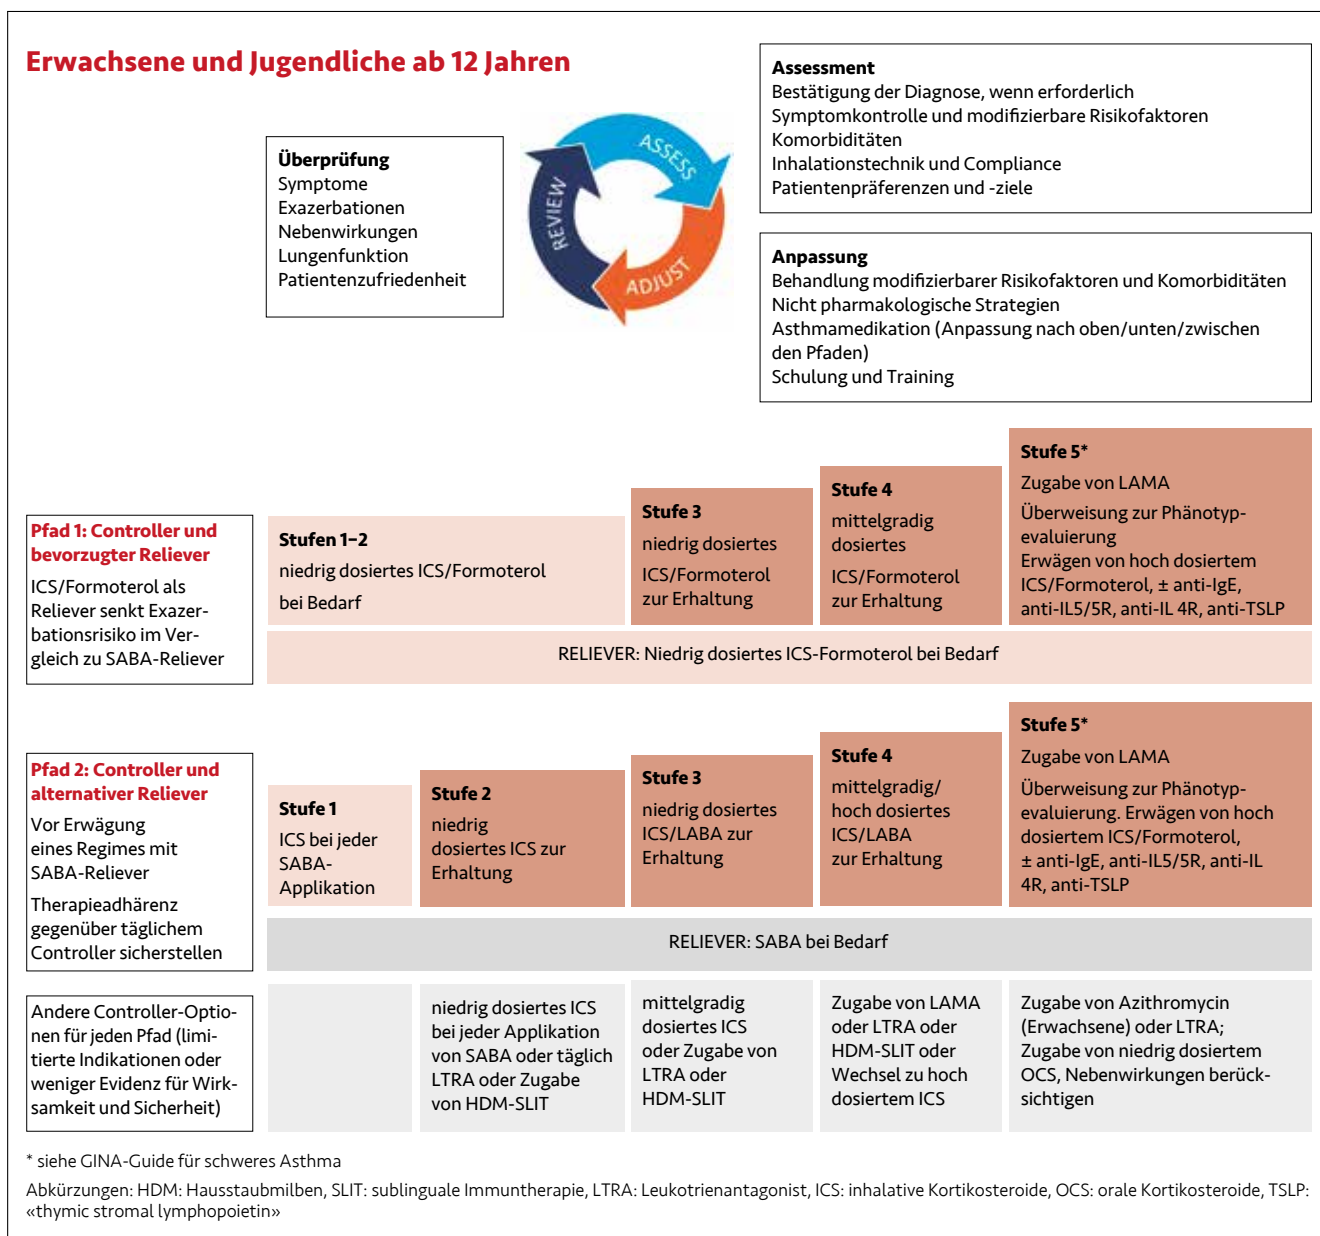 Erwachsene und Jugendliche ab 12 Jahren
Überprüfung
Symptome
Exazerbationen
Nebenwirkungen
Lungenfunktion
Patientenzufriedenheit
ASSESS
ADJUST
REVIEW
Assessment
Bestätigung der Diagnose, wenn erforderlich
Symptomkontrolle und modifizierbare Risikofaktoren
Komorbiditäten
Inhalationstechnik und Compliance
Patientenpräferenzen und -ziele
Anpassung
Behandlung modifizierbarer Risikofaktoren und Komorbiditäten
Nicht pharmakologische Strategien
Asthmamedikation (Anpassung nach oben/unten/zwischen
den Pfaden)
Schulung und Training
Pfad 1: Controller und
bevorzugter Reliever
ICS/Formoterol als
Reliever senkt Exazer-
bationsrisiko im Ver-
gleich zu SABA-Reliever
Stufen 1–2
niedrig dosiertes ICS/Formoterol
bei Bedarf
Stufe 3
niedrig dosiertes
ICS/Formoterol
zur Erhaltung
Stufe 4
mittelgradig
dosiertes
ICS/Formoterol
zur Erhaltung
Stufe 5*
Zugabe von LAMA
Überweisung zur Phänotyp-
evaluierung
Erwägen von hoch dosiertem
ICS/Formoterol, ± anti-IgE,
anti-IL5/5R, anti-IL 4R, anti-TSLP
RELIEVER: Niedrig dosiertes ICS-Formoterol bei Bedarf
Pfad 2: Controller und
alternativer Reliever
Vor Erwägung
eines Regimes mit
SABA-Reliever
Therapieadhärenz
gegenüber täglichem
Controller sicherstellen
Stufe 1
ICS bei jeder
SABA-
Applikation
Stufe 2
niedrig
dosiertes ICS zur
Erhaltung
Stufe 3
niedrig dosiertes
ICS/LABA zur
Erhaltung
Stufe 4
mittelgradig/
hoch dosiertes
ICS/LABA
zur Erhaltung
Stufe 5*
Zugabe von LAMA
Überweisung zur Phänotyp-
evaluierung. Erwägen von hoch
dosiertem ICS/Formoterol,
± anti-IgE, anti-IL5/5R, anti-IL
4R, anti-TSLP
RELIEVER: SABA bei Bedarf
Andere Controller-Optio-
nen für jeden Pfad (limi-
tierte Indikationen oder
weniger Evidenz für Wirk-
samkeit und Sicherheit)
niedrig dosiertes ICS
bei jeder Applikation
von SABA oder täglich
LTRA oder Zugabe
von HDM-SLIT
mittelgradig
dosiertes ICS
oder Zugabe von
LTRA oder
HDM-SLIT
Zugabe von LAMA
oder LTRA oder
HDM-SLIT oder
Wechsel zu hoch
dosiertem ICS
Zugabe von Azithromycin
(Erwachsene) oder LTRA;
Zugabe von niedrig dosiertem
OCS, Nebenwirkungen berück-
sichtigen
* siehe GINA-Guide für schweres Asthma
Abkürzungen: HDM: Hausstaubmilben, SLIT: sublinguale Immuntherapie, LTRA: Leukotrienantagonist, ICS: inhalative Kortikosteroide, OCS: orale Kortikosteroide, TSLP:
«thymic stromal lymphopoietin»